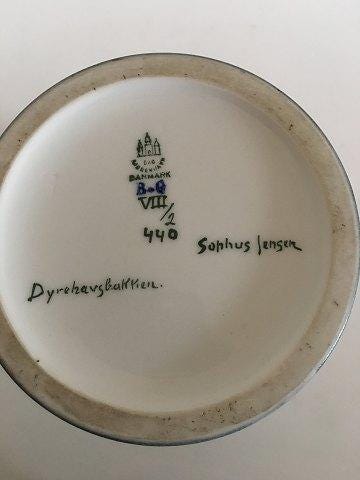 B&G
KJØBENHAVN
DANMARK
B&G
VIII/2
440
Sophus Jensen
Dyrehavsbakken.